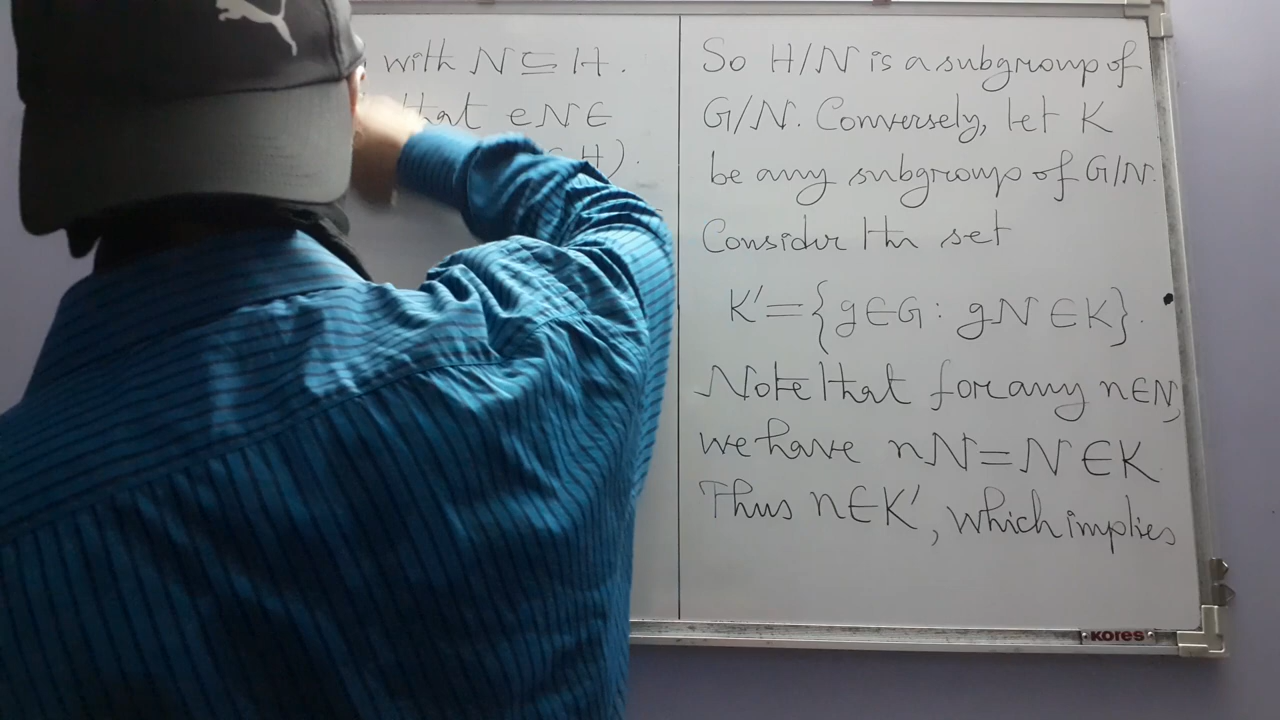 with N ⊆ H.
that eN ∈
H).
So H/N is a subgroup of
G/N. Conversely, let K
be any subgroup of G/N.
Consider the set
K' = {g ∈ G : gN ∈ K}.
Note that for any n ∈ N,
we have nN = N ∈ K
Thus n ∈ K', which implies
kores